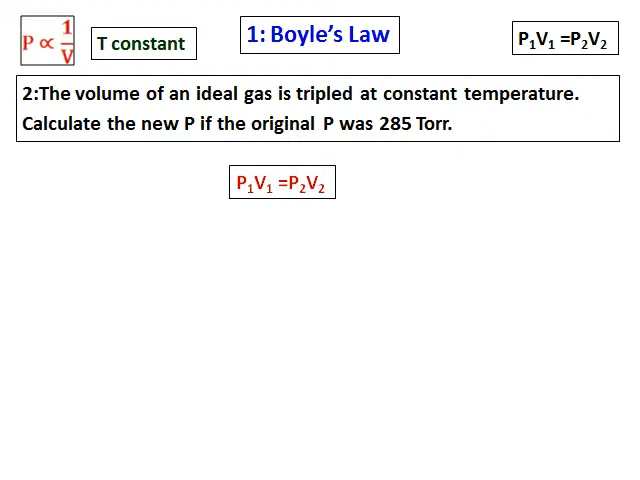 P ∝ 1/V
T constant
1: Boyle's Law
P₁V₁ =P₂V₂
2:The volume of an ideal gas is tripled at constant temperature.
Calculate the new P if the original P was 285 Torr.
P₁V₁ =P₂V₂